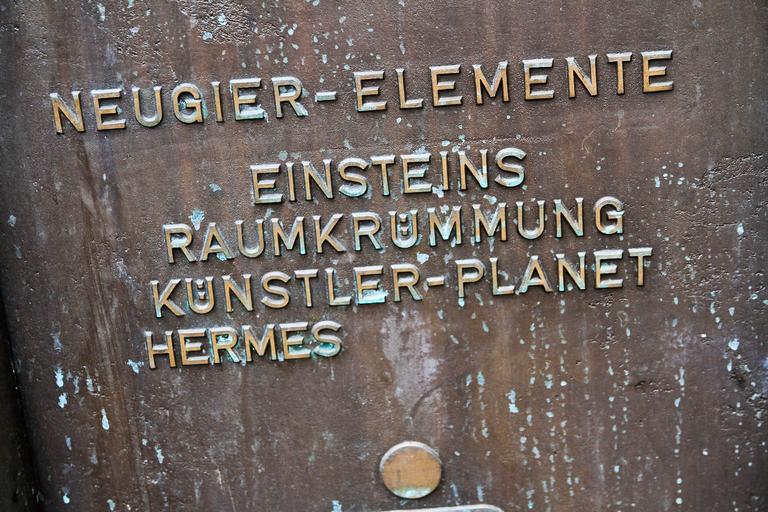 NEUGIER-ELEMENTE
EINSTEINS
RAUMKRÜMMUNG
KÜNSTLER-PLANET
HERMES